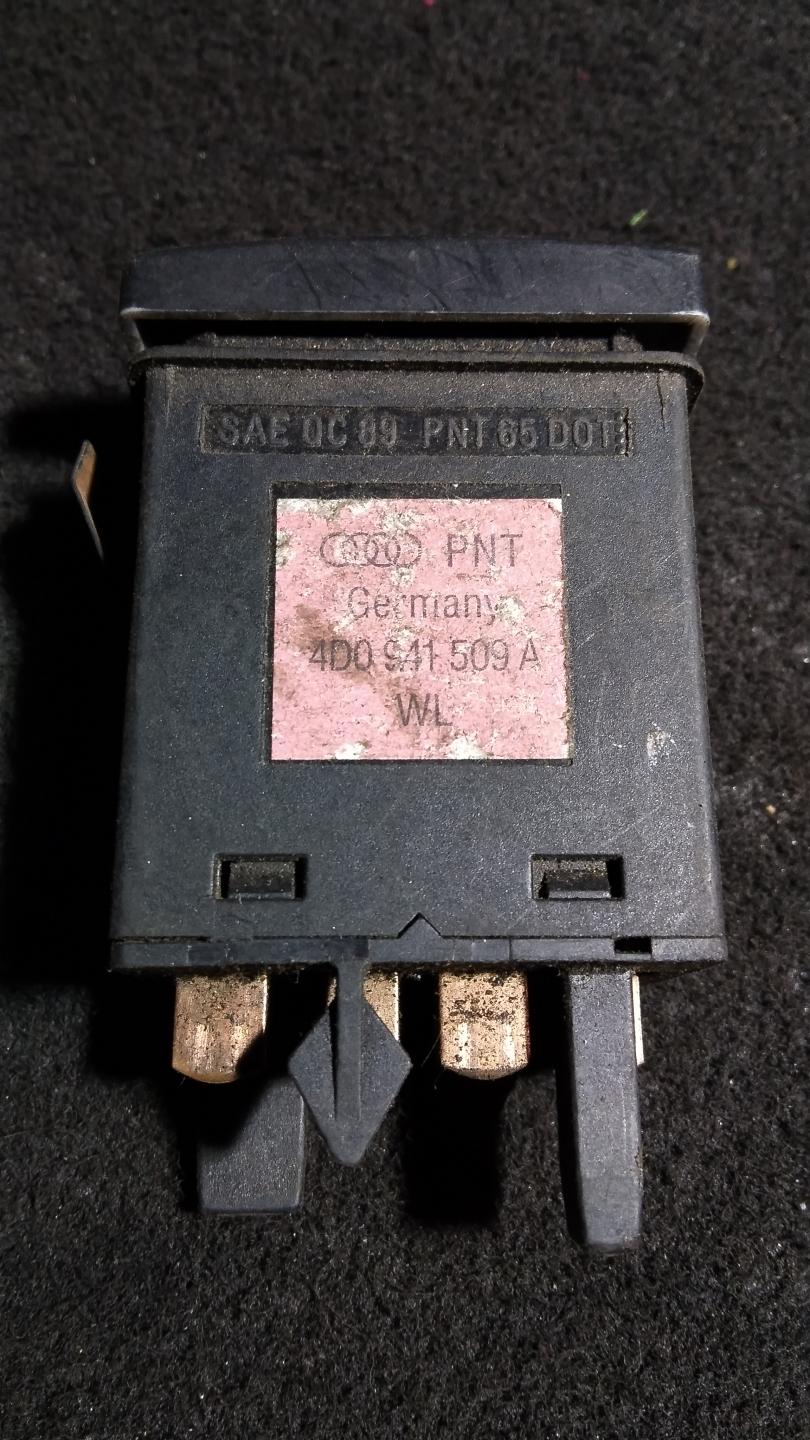 SAE QC 89 PNT 65 DOT
PNT
Germany
4D0 941 509 A
WL